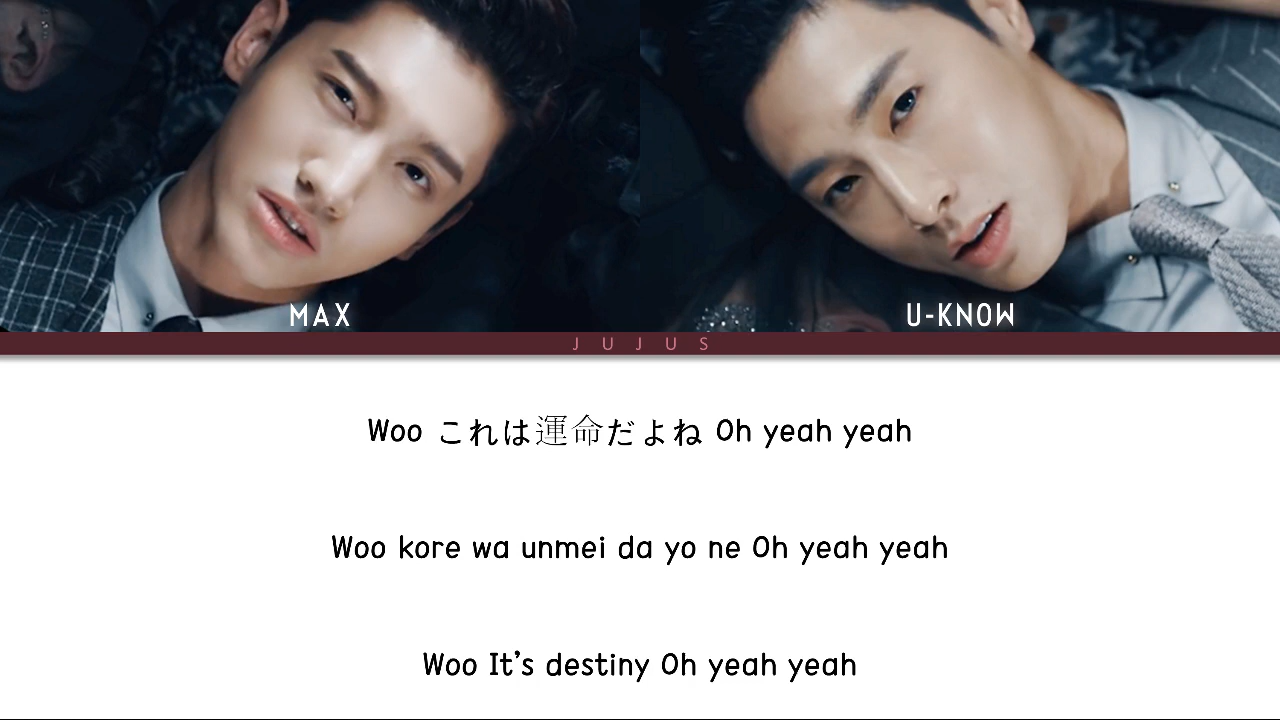 MAX
U-KNOW
JUJUS
Woo これは運命だよね Oh yeah yeah
Woo kore wa unmei da yo ne Oh yeah yeah
Woo It's destiny Oh yeah yeah